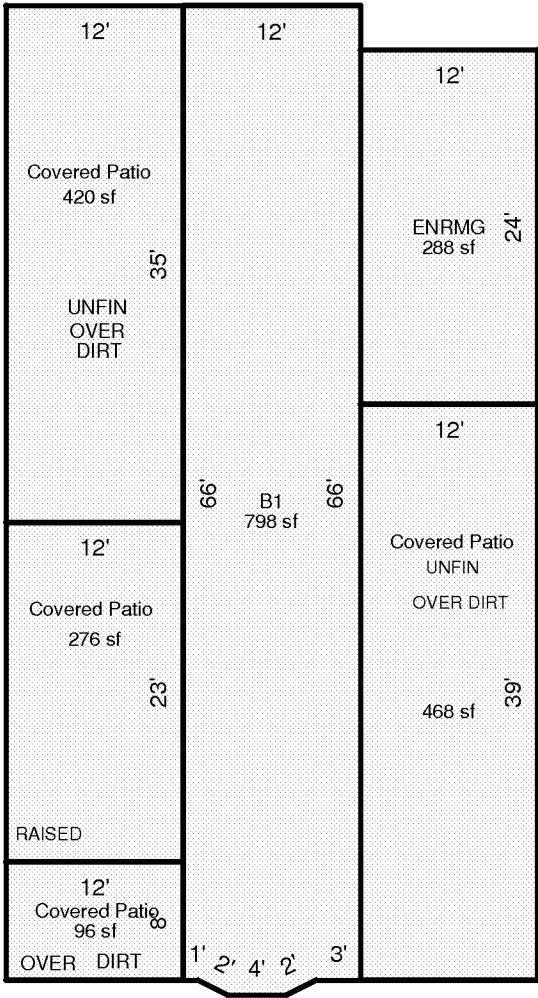 12'
Covered Patio
420 sf
35'
UNFIN
OVER
DIRT
12'
Covered Patio
276 sf
23'
RAISED
12'
Covered Patio
96 sf
8'
OVER DIRT
12'
66'
B1
798 sf
66'
1'
2'
4'
2'
3'
12'
ENRMG
288 sf
24'
12'
Covered Patio
UNFIN
OVER DIRT
468 sf
39'